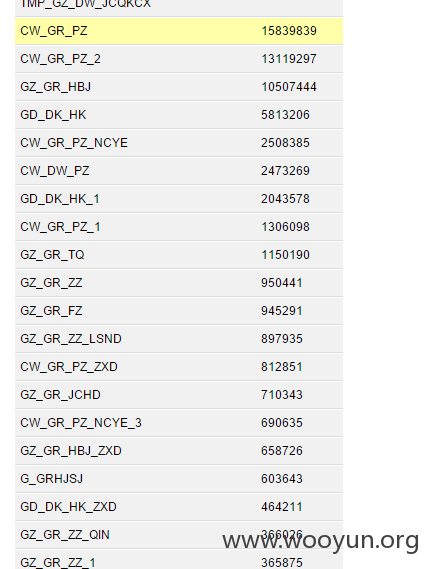 TMP_GZ_DW_JCQKCX
CW_GR_PZ 15839839
CW_GR_PZ_2 13119297
GZ_GR_HBJ 10507444
GD_DK_HK 5813206
CW_GR_PZ_NCYE 2508385
CW_DW_PZ 2473269
GD_DK_HK_1 2043578
CW_GR_PZ_1 1306098
GZ_GR_TQ 1150190
GZ_GR_ZZ 950441
GZ_GR_FZ 945291
GZ_GR_ZZ_LSND 897935
CW_GR_PZ_ZXD 812851
GZ_GR_JCHD 710343
CW_GR_PZ_NCYE_3 690635
GZ_GR_HBJ_ZXD 658726
G_GRHJSJ 603643
GD_DK_HK_ZXD 464211
GZ_GR_ZZ_QIN 366026
www.wooyun.org
GZ_GR_ZZ_1 365875